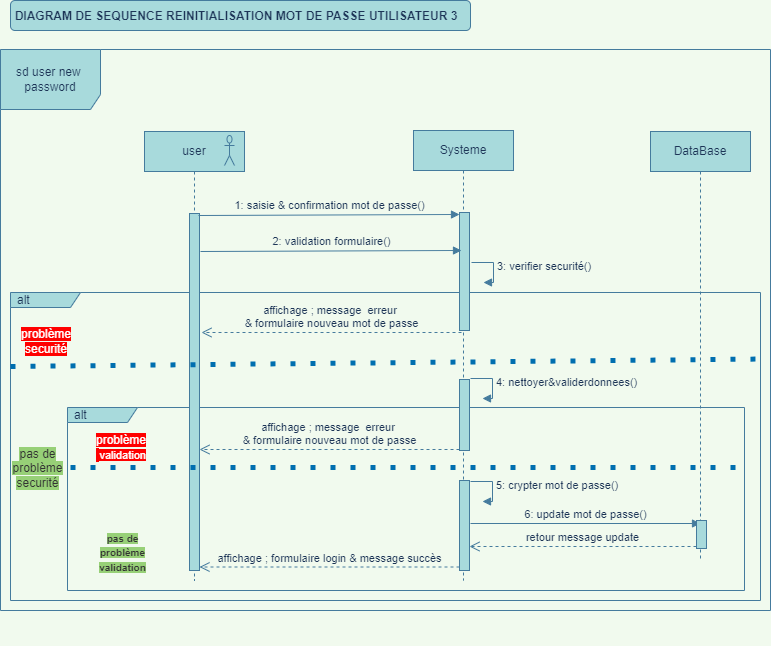 DIAGRAM DE SEQUENCE REINITIALISATION MOT DE PASSE UTILISATEUR 3
sd user new
password
user
Systeme
DataBase
1: saisie & confirmation mot de passe()
2: validation formulaire()
3: verifier securité()
alt
affichage ; message erreur
& formulaire nouveau mot de passe
problème
securité
4: nettoyer&validerdonnees()
alt
affichage ; message erreur
& formulaire nouveau mot de passe
problème
validation
pas de
problème
securité
5: crypter mot de passe()
6: update mot de passe()
retour message update
pas de
problème
validation
affichage ; formulaire login & message succès